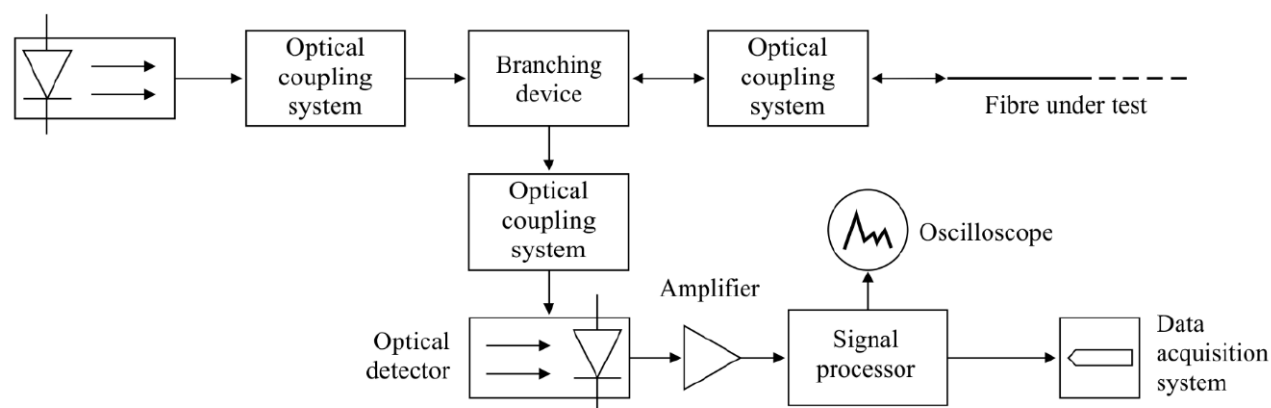 Optical
coupling
system
Branching
device
Optical
coupling
system
Fibre under test
Optical
coupling
system
Oscilloscope
Amplifier
Optical
detector
Signal
processor
Data
acquisition
system